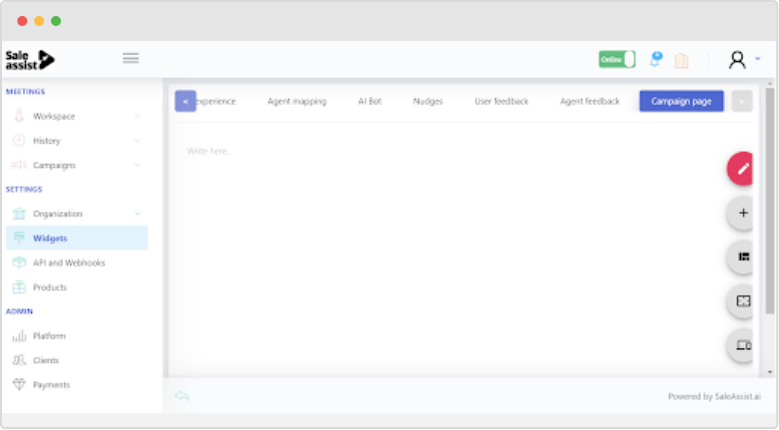 Sale
assist
Online
MEETINGS
Workspace
History
Campaigns
SETTINGS
Organization
Widgets
API and Webhooks
Products
ADMIN
Platform
Clients
Payments
< experience Agent mapping AI Bot Nudges User feedback Agent feedback Campaign page
Write here...
Powered by SaleAssist.ai